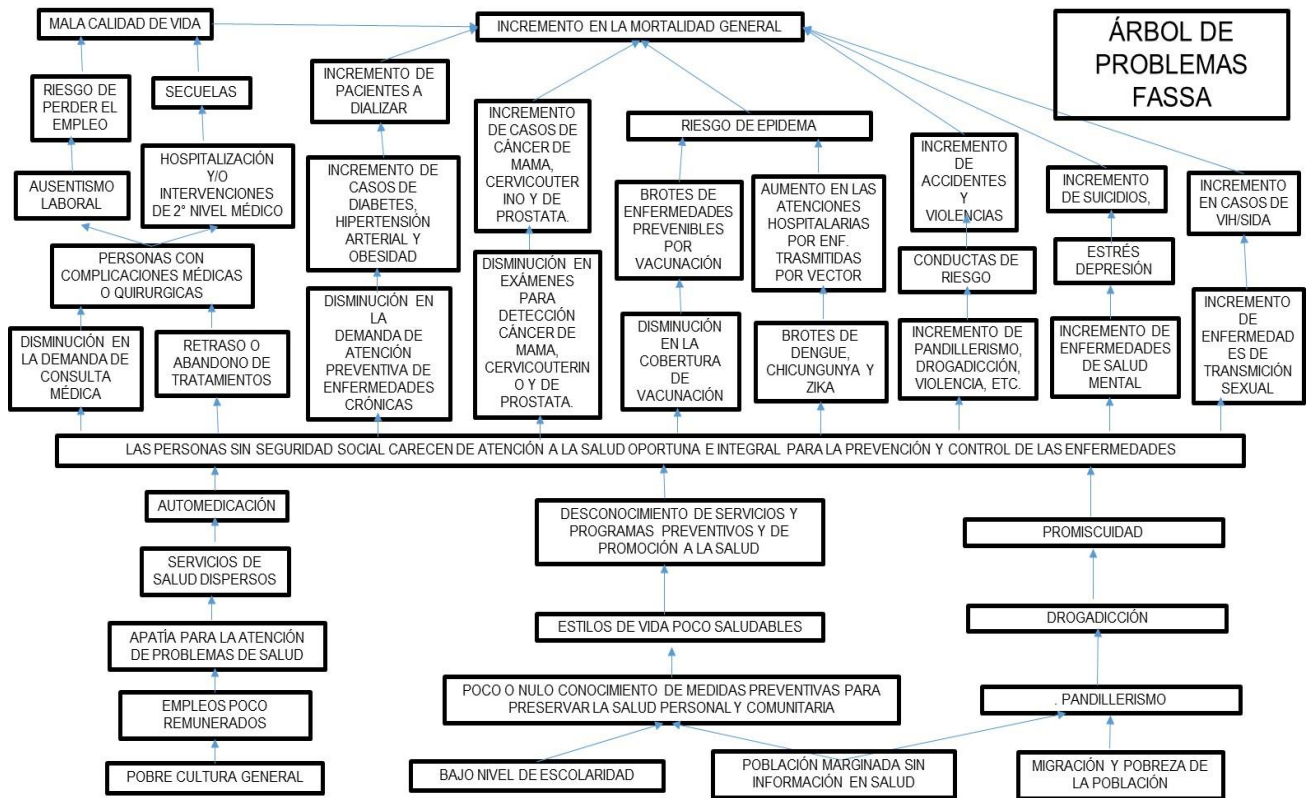 MALA CALIDAD DE VIDA
INCREMENTO EN LA MORTALIDAD GENERAL
ÁRBOL DE
PROBLEMAS
FASSA
RIESGO DE
PERDER EL
EMPLEO
SECUELAS
INCREMENTO DE
PACIENTES A
DIALIZAR
INCREMENTO
DE CASOS DE
CÂNCER DE
MAMA,
CERVICOUTER
INO Y DE
PROSTATA.
RIESGO DE EPIDEMA
AUSENTISMO
LABORAL
HOSPITALIZACIÓN
Y/O
INTERVENCIONES
DE 2° NIVEL MÉDICO
INCREMENTO DE
CASOS DE
DIABETES,
HIPERTENSIÓN
ARTERIAL Y
OBESIDAD
BROTES DE
ENFERMEDADES
PREVENIBLES
POR
VACUNACIÓN
AUMENTO EN LAS
ATENCIONES
HOSPITALARIAS
POR ENF.
TRASMITIDAS
POR VECTOR
INCREMENTO
DE
ACCIDENTES
Y
VIOLENCIAS
INCREMENTO
DE SUICIDIOS,
INCREMENTO
EN CASOS DE
VIH/SIDA
PERSONAS CON
COMPLICACIONES MÉDICAS
O QUIRURGICAS
CONDUCTAS DE
RIESGO
ESTRÉS
DEPRESIÓN
DISMINUCIÓN EN
LA DEMANDA DE
CONSULTA
MÉDICA
RETRASO O
ABANDONO DE
TRATAMIENTOS
DISMINUCIÓN EN
LA
DEMANDA DE
ATENCIÓN
PREVENTIVA DE
ENFERMEDADES
CRÓNICAS
DISMINUCIÓN EN
EXÁMENES
PARA
DETECCIÓN
CÁNCER DE
MAMA,
CERVICOUTERIN
O Y DE
PROSTATA.
DISMINUCIÓN
EN LA
COBERTURA
DE
VACUNACIÓN
BROTES DE
DENGUE,
CHICUNGUNYA Y
ZIKA
INCREMENTO DE
PANDILLERISMO,
DROGADICCIÓN,
VIOLENCIA, ETC.
INCREMENTO DE
ENFERMEDADES
DE SALUD
MENTAL
INCREMENTO
DE
ENFERMEDAD
ES DE
TRANSMICIÓN
SEXUAL
LAS PERSONAS SIN SEGURIDAD SOCIAL CARECEN DE ATENCIÓN A LA SALUD OPORTUNA E INTEGRAL PARA LA PREVENCIÓN Y CONTROL DE LAS ENFERMEDADES
AUTOMEDICACIÓN
SERVICIOS DE
SALUD DISPERSOS
APATÍA PARA LA ATENCIÓN
DE PROBLEMAS DE SALUD
EMPLEOS POCO
REMUNERADOS
POBRE CULTURA GENERAL
DESCONOCIMIENTO DE SERVICIOS Y
PROGRAMAS PREVENTIVOS Y DE
PROMOCIÓN A LA SALUD
ESTILOS DE VIDA POCO SALUDABLES
POCO O NULO CONOCIMIENTO DE MEDIDAS PREVENTIVAS PARA
PRESERVAR LA SALUD PERSONAL Y COMUNITARIA
BAJO NIVEL DE ESCOLARIDAD
POBLACIÓN MARGINADA SIN
INFORMACIÓN EN SALUD
PROMISCUIDAD
DROGADICCIÓN
. PANDILLERISMO
MIGRACIÓN Y POBREZA DE
LA POBLACIÓN